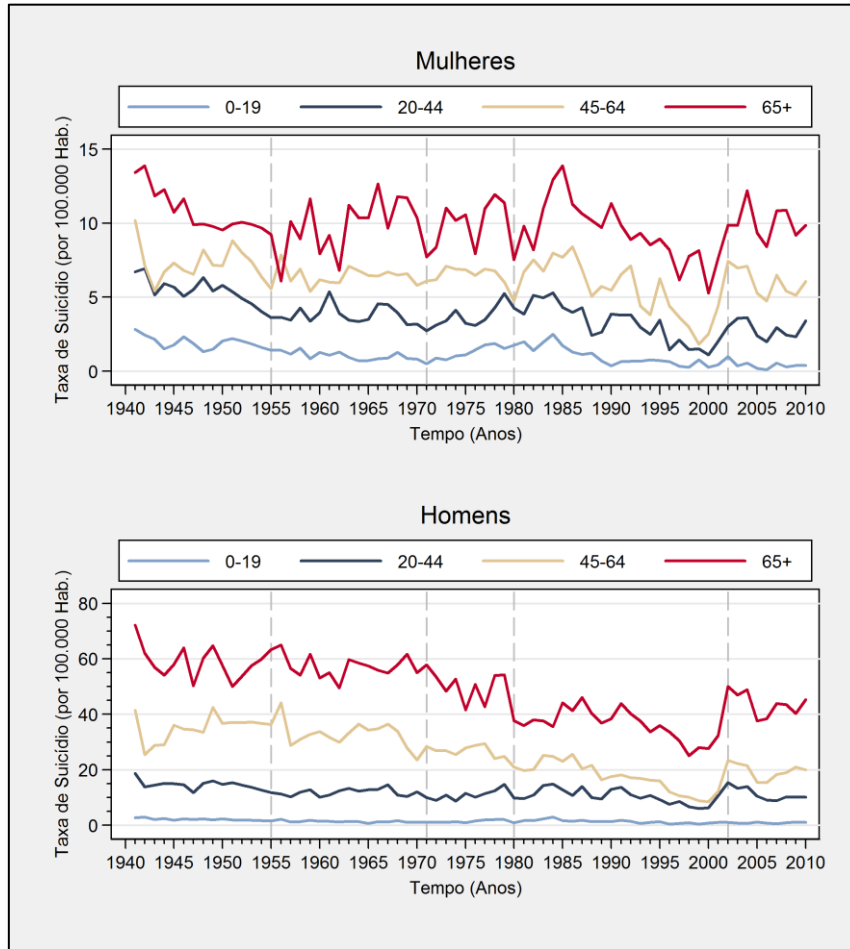 Mulheres
0-19 20-44 45-64 65+
Taxa de Suicídio (por 100.000 Hab.)
15
10
5
0
1940 1945 1950 1955 1960 1965 1970 1975 1980 1985 1990 1995 2000 2005 2010
Tempo (Anos)
Homens
0-19 20-44 45-64 65+
Taxa de Suicídio (por 100.000 Hab.)
80
60
40
20
0
1940 1945 1950 1955 1960 1965 1970 1975 1980 1985 1990 1995 2000 2005 2010
Tempo (Anos)